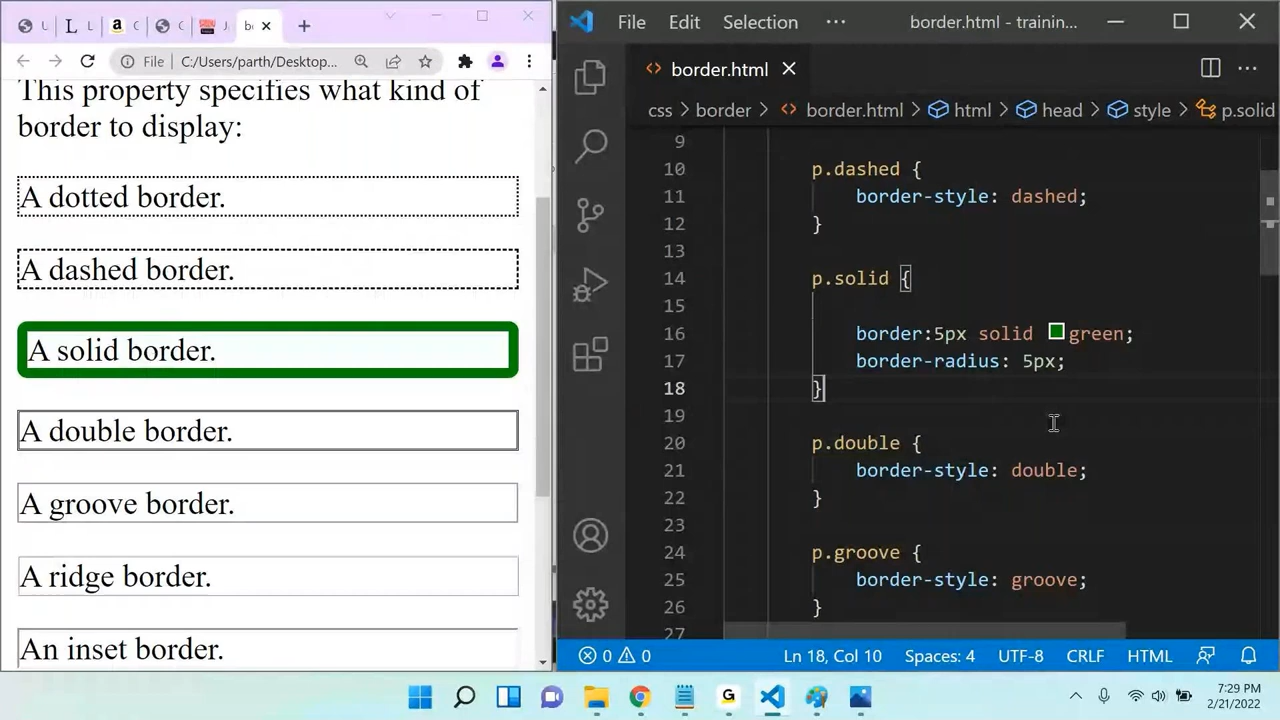 L
a
C
be
File
C:/Users/parth/Desktop...
This property specifies what kind of
border to display:
A dotted border.
A dashed border.
A solid border.
A double border.
A groove border.
A ridge border.
An inset border.
File Edit Selection ···
border.html - training...
border.html
css > border > border.html > html > head > style > p.solid
9
10 p.dashed {
11 border-style: dashed;
12 }
13
14 p.solid {
15
16 border:5px solid green;
17 border-radius: 5px;
18 }
19
20 p.double {
21 border-style: double;
22 }
23
24 p.groove {
25 border-style: groove;
26 }
27
0 0 Ln 18, Col 10 Spaces: 4 UTF-8 CRLF HTML
G
7:29 PM
2/21/2022